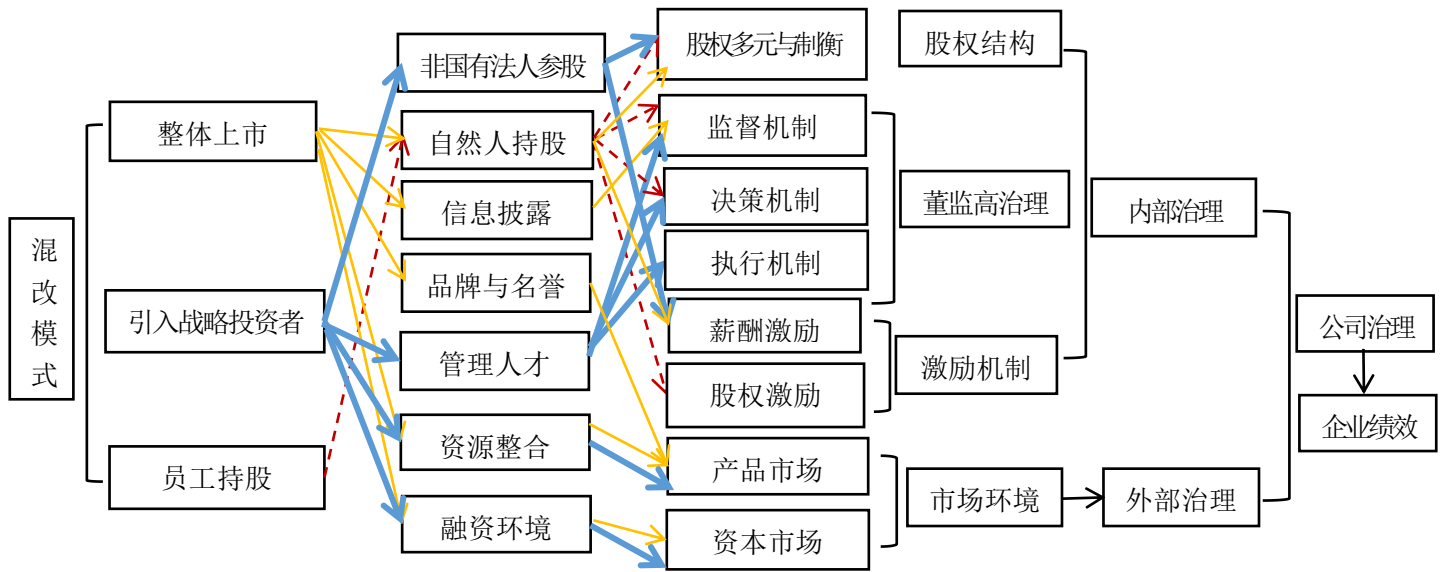 混改模式
整体上市
引入战略投资者
员工持股
非国有法人参股
自然人持股
信息披露
品牌与名誉
管理人才
资源整合
融资环境
股权多元与制衡
监督机制
决策机制
执行机制
薪酬激励
股权激励
产品市场
资本市场
股权结构
董监高治理
激励机制
市场环境
内部治理
外部治理
公司治理
企业绩效